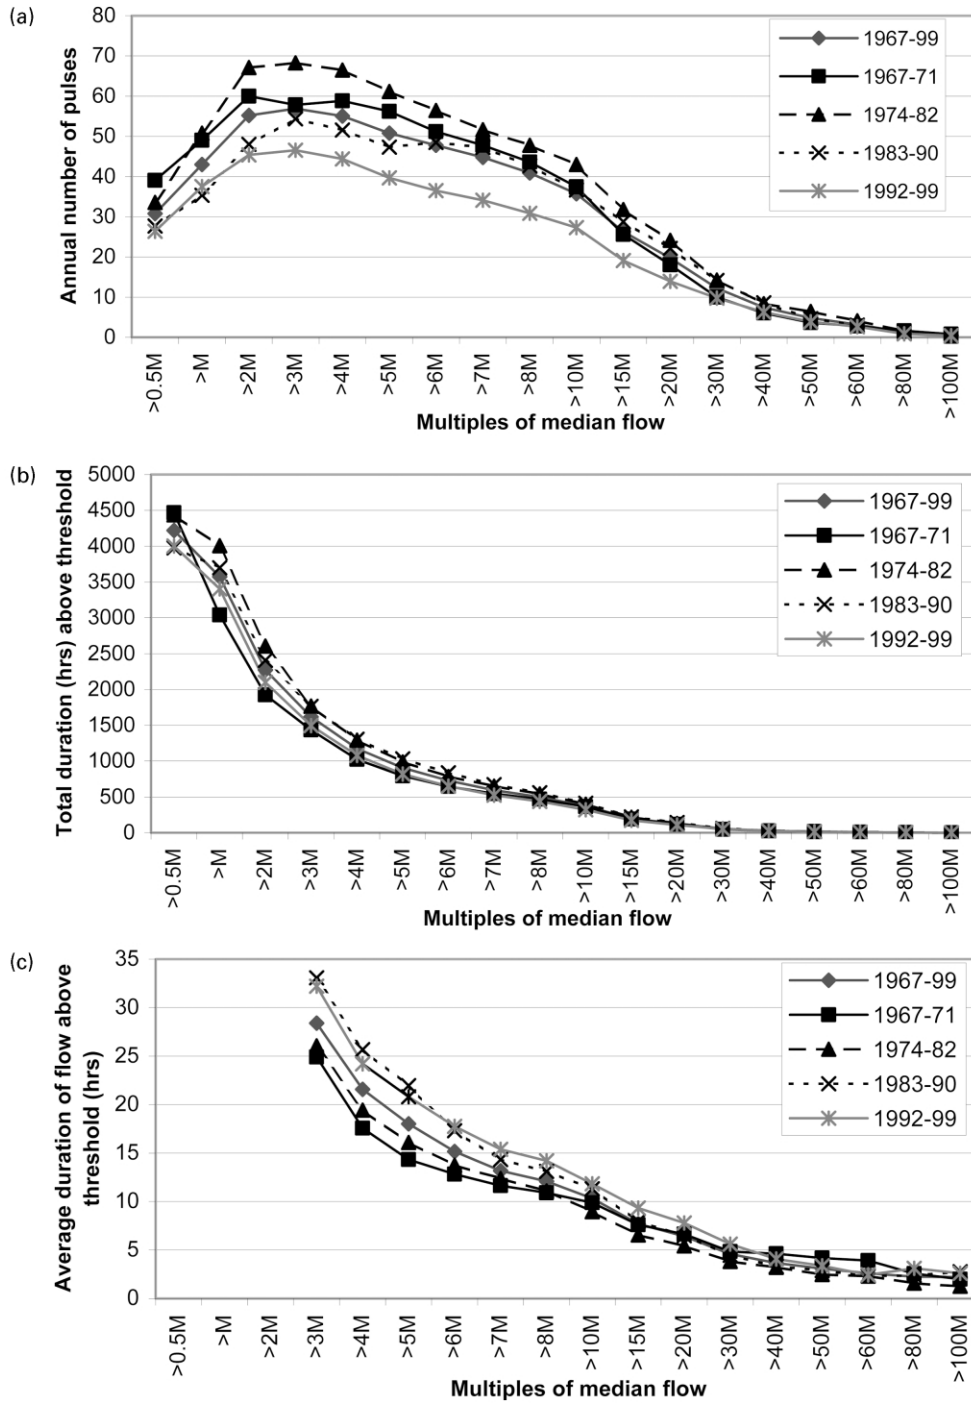 (a)
Annual number of pulses
80
70
60
50
40
30
20
10
0
1967-99
1967-71
1974-82
1983-90
1992-99
>0.5M
>M
>2M
>3M
>4M
>5M
>6M
>7M
>8M
>10M
>15M
>20M
>30M
>40M
>50M
>60M
>80M
>100M
Multiples of median flow
(b)
Total duration (hrs) above threshold
5000
4500
4000
3500
3000
2500
2000
1500
1000
500
0
1967-99
1967-71
1974-82
1983-90
1992-99
>0.5M
>M
>2M
>3M
>4M
>5M
>6M
>7M
>8M
>10M
>15M
>20M
>30M
>40M
>50M
>60M
>80M
>100M
Multiples of median flow
(c)
Average duration of flow above
threshold (hrs)
35
30
25
20
15
10
5
0
1967-99
1967-71
1974-82
1983-90
1992-99
>0.5M
>M
>2M
>3M
>4M
>5M
>6M
>7M
>8M
>10M
>15M
>20M
>30M
>40M
>50M
>60M
>80M
>100M
Multiples of median flow